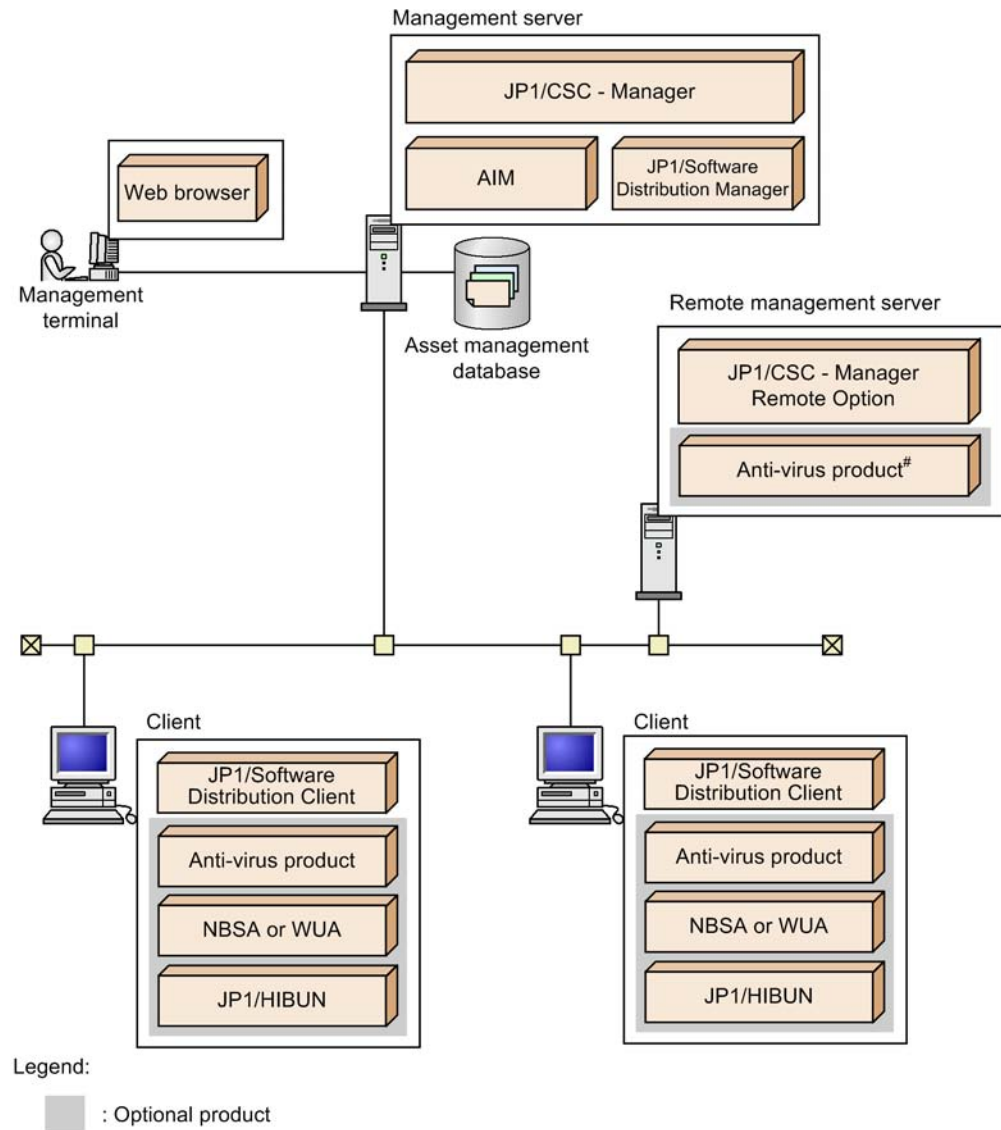 Management server
JP1/CSC - Manager
AIM
JP1/Software
Distribution Manager
Web browser
Management
terminal
Asset management
database
Remote management server
JP1/CSC - Manager
Remote Option
Anti-virus product#
Client
JP1/Software
Distribution Client
Anti-virus product
NBSA or WUA
JP1/HIBUN
Client
JP1/Software
Distribution Client
Anti-virus product
NBSA or WUA
JP1/HIBUN
Legend:
: Optional product